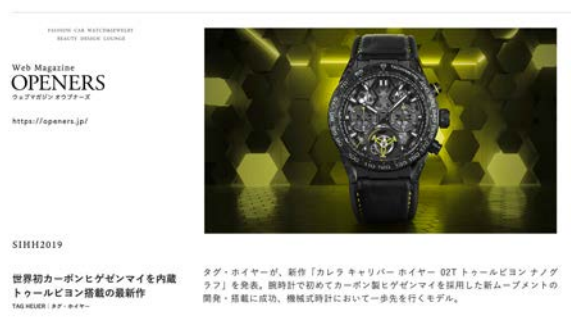 FASHION CAR WATCH&JEWELRY
BEAUTY DESIGN LOUNGE
Web Magazine
OPENERS
ウェブマガジン オウプナーズ
https://openers.jp/
SIHH2019
世界初カーボンヒゲゼンマイを内蔵
トゥールビヨン搭載の最新作
TAG HEUER｜タグ・ホイヤー
タグ・ホイヤーが、新作「カレラ キャリバー ホイヤー 02T トゥールビヨン ナノグ
ラフ」を発表。腕時計で初めてカーボン製ヒゲゼンマイを採用した新ムーブメントの
開発・搭載に成功、機械式時計において一歩先を行くモデル。